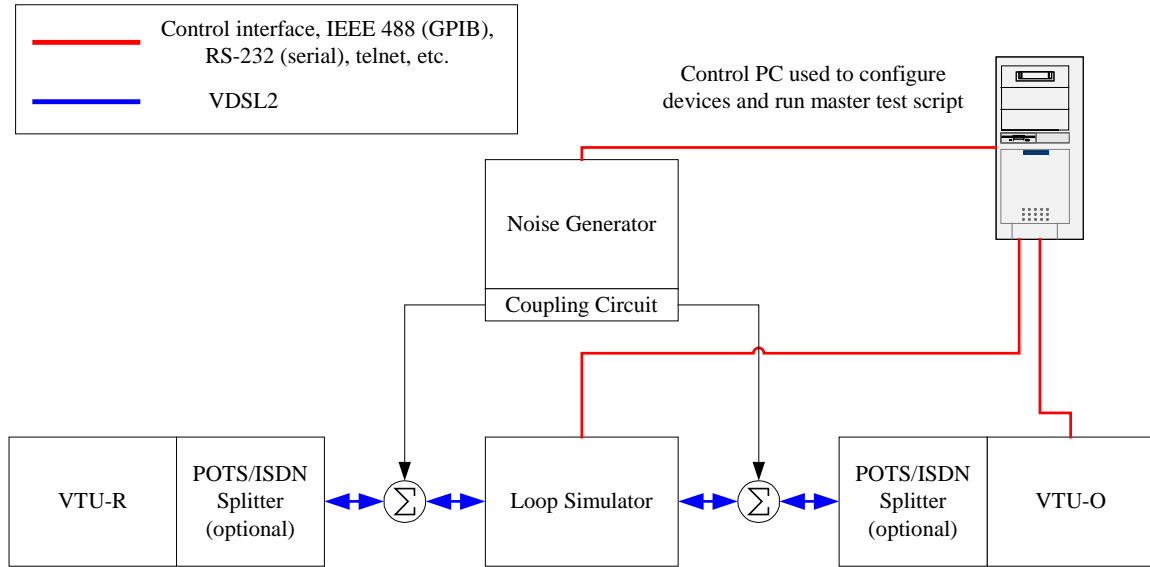 Control interface, IEEE 488 (GPIB),
RS-232 (serial), telnet, etc.
VDSL2
Control PC used to configure
devices and run master test script
Noise Generator
Coupling Circuit
VTU-R
POTS/ISDN
Splitter
(optional)
Σ
Loop Simulator
Σ
POTS/ISDN
Splitter
(optional)
VTU-O